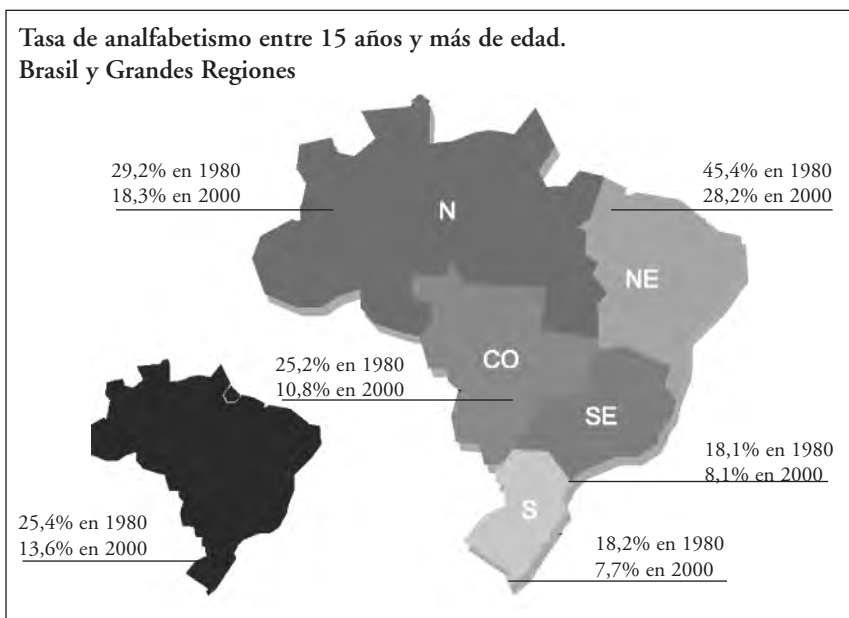 Tasa de analfabetismo entre 15 años y más de edad.
Brasil y Grandes Regiones
29,2% en 1980
18,3% en 2000
45,4% en 1980
28,2% en 2000
N
NE
25,2% en 1980
10,8% en 2000
CO
SE
18,1% en 1980
8,1% en 2000
S
25,4% en 1980
13,6% en 2000
18,2% en 1980
7,7% en 2000